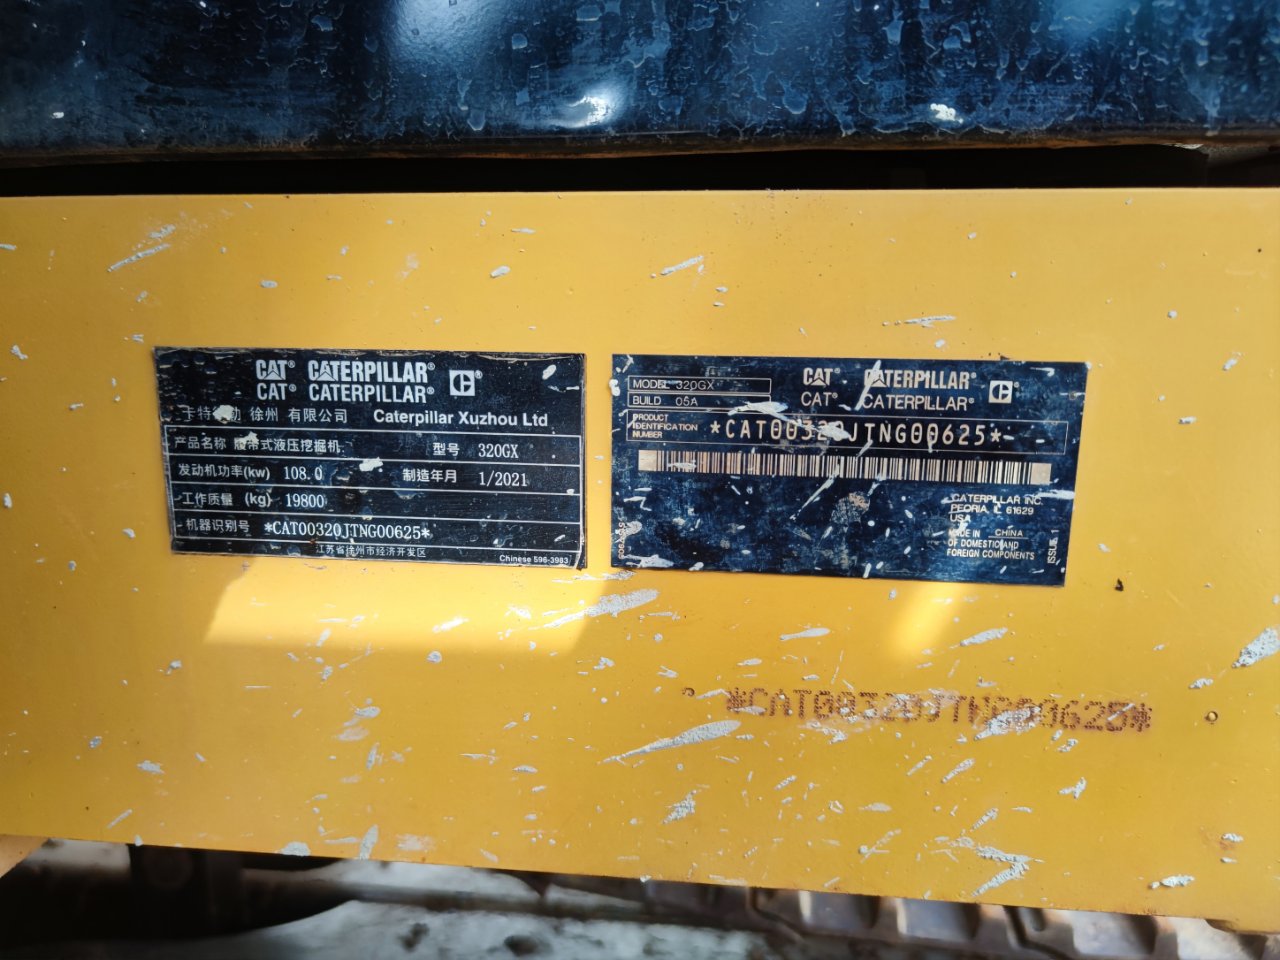 CAT® CATERPILLAR®
CAT® CATERPILLAR®
徐州 有限公司 Caterpillar Xuzhou Ltd
产品名称 履带式液压挖掘机 型号 320GX
发动机功率(kw) 108.0 制造年月 1/2021
工作质量 (kg) 19800
机器识别号 *CAT00320JTNG00625*
江苏省徐州市经济开发区
Chinese 596-3983
MODEL 320GX
BUILD 05A
CAT® CATERPILLAR®
CAT® CATERPILLAR®
PRODUCT IDENTIFICATION NUMBER
*CAT00320JTNG00625*
CATERPILLAR INC.
PEORIA, IL 61629
USA
MADE IN CHINA
OF DOMESTIC AND
FOREIGN COMPONENTS
ISSUE 1
*CAT00320JTNG00625*